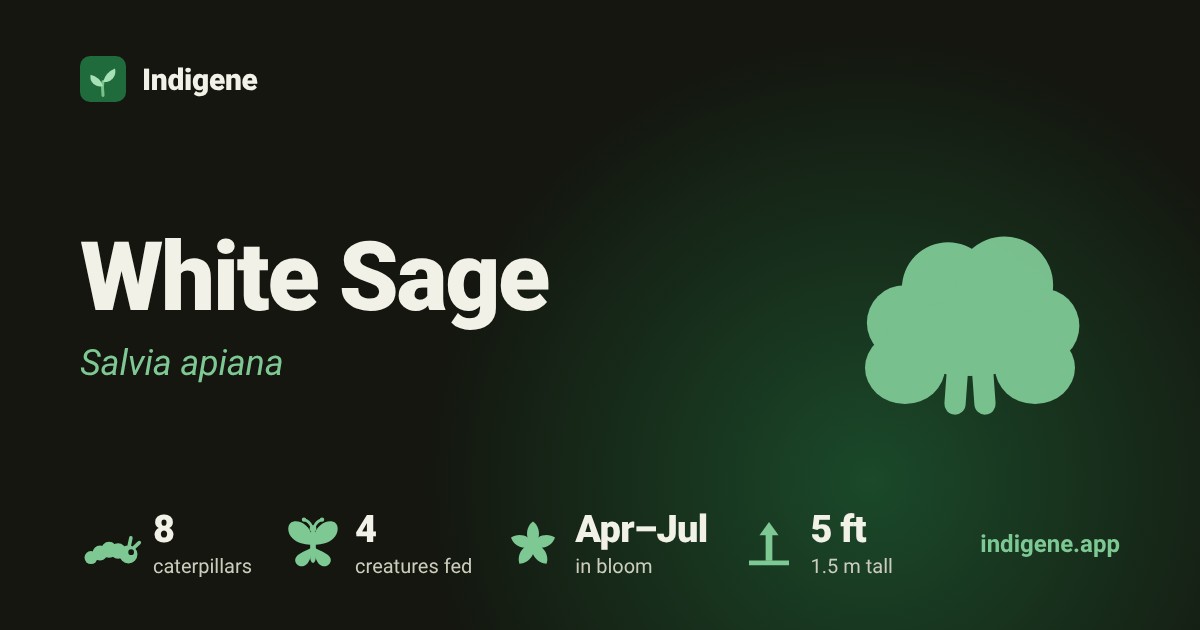 Indigene
White Sage
Salvia apiana
8
caterpillars
4
creatures fed
Apr–Jul
in bloom
5 ft
1.5 m tall
indigene.app